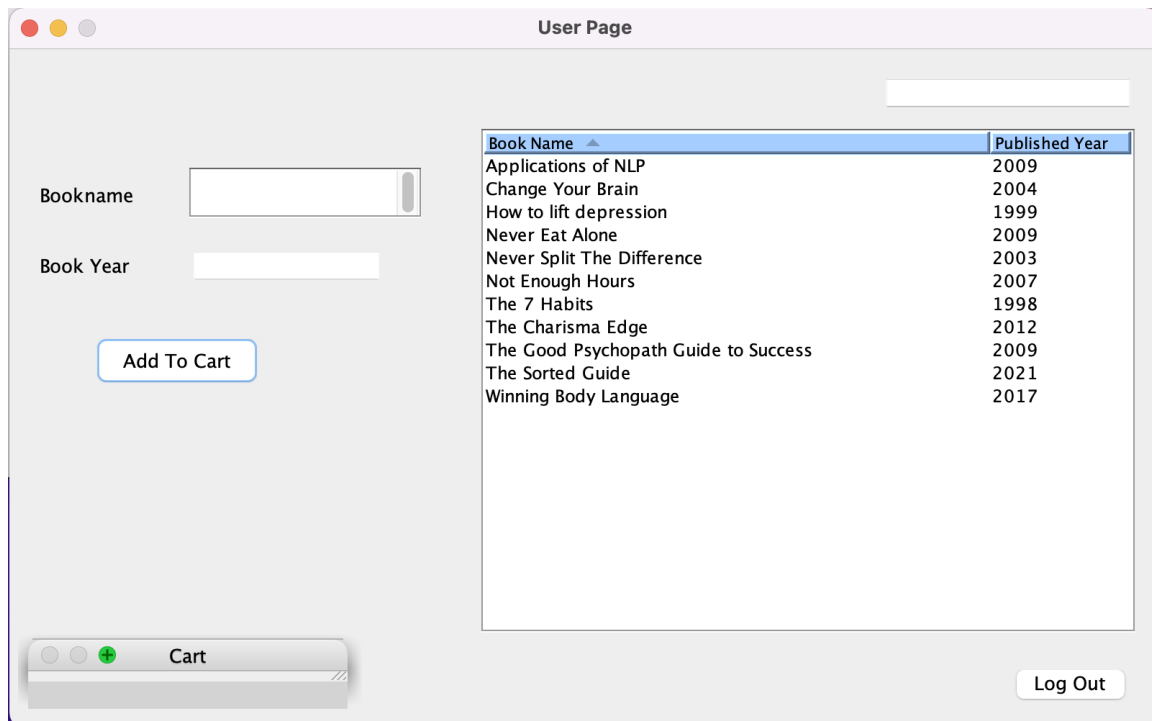 User Page
Bookname
Book Year
Add To Cart
Book Name Published Year
Applications of NLP 2009
Change Your Brain 2004
How to lift depression 1999
Never Eat Alone 2009
Never Split The Difference 2003
Not Enough Hours 2007
The 7 Habits 1998
The Charisma Edge 2012
The Good Psychopath Guide to Success 2009
The Sorted Guide 2021
Winning Body Language 2017
Cart
Log Out